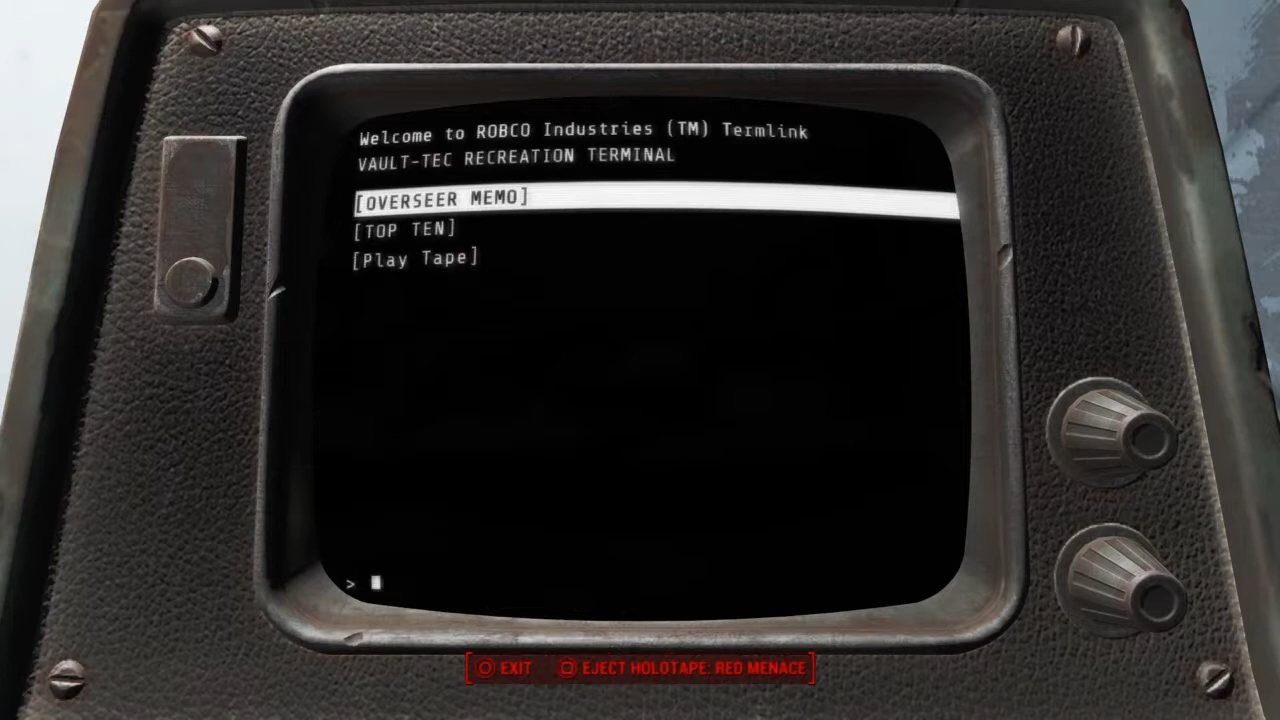 Welcome to ROBCO Industries (TM) Termlink
VAULT-TEC RECREATION TERMINAL
[OVERSEER MEMO]
[TOP TEN]
[Play Tape]
>
EXIT EJECT HOLOTAPE: RED MENACE